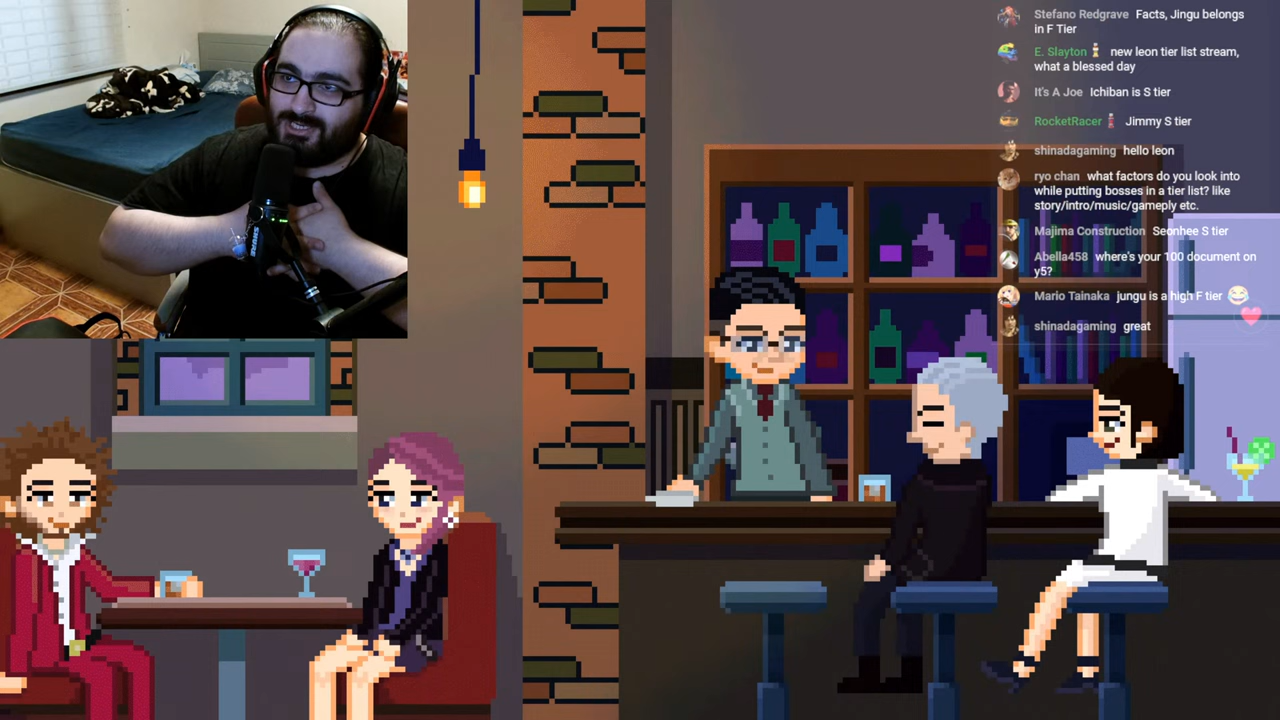 Stefano Redgrave Facts, Jingu belongs
in F Tier
E. Slayton new leon tier list stream,
what a blessed day
It's A Joe Ichiban is S tier
RocketRacer Jimmy S tier
shinadagaming hello leon
ryo chan what factors do you look into
while putting bosses in a tier list? like
story/intro/music/gameply etc.
Majima Construction Seonhee S tier
Abella458 where's your 100 document on
y5?
Mario Tainaka jungu is a high F tier
shinadagaming great
SHURE